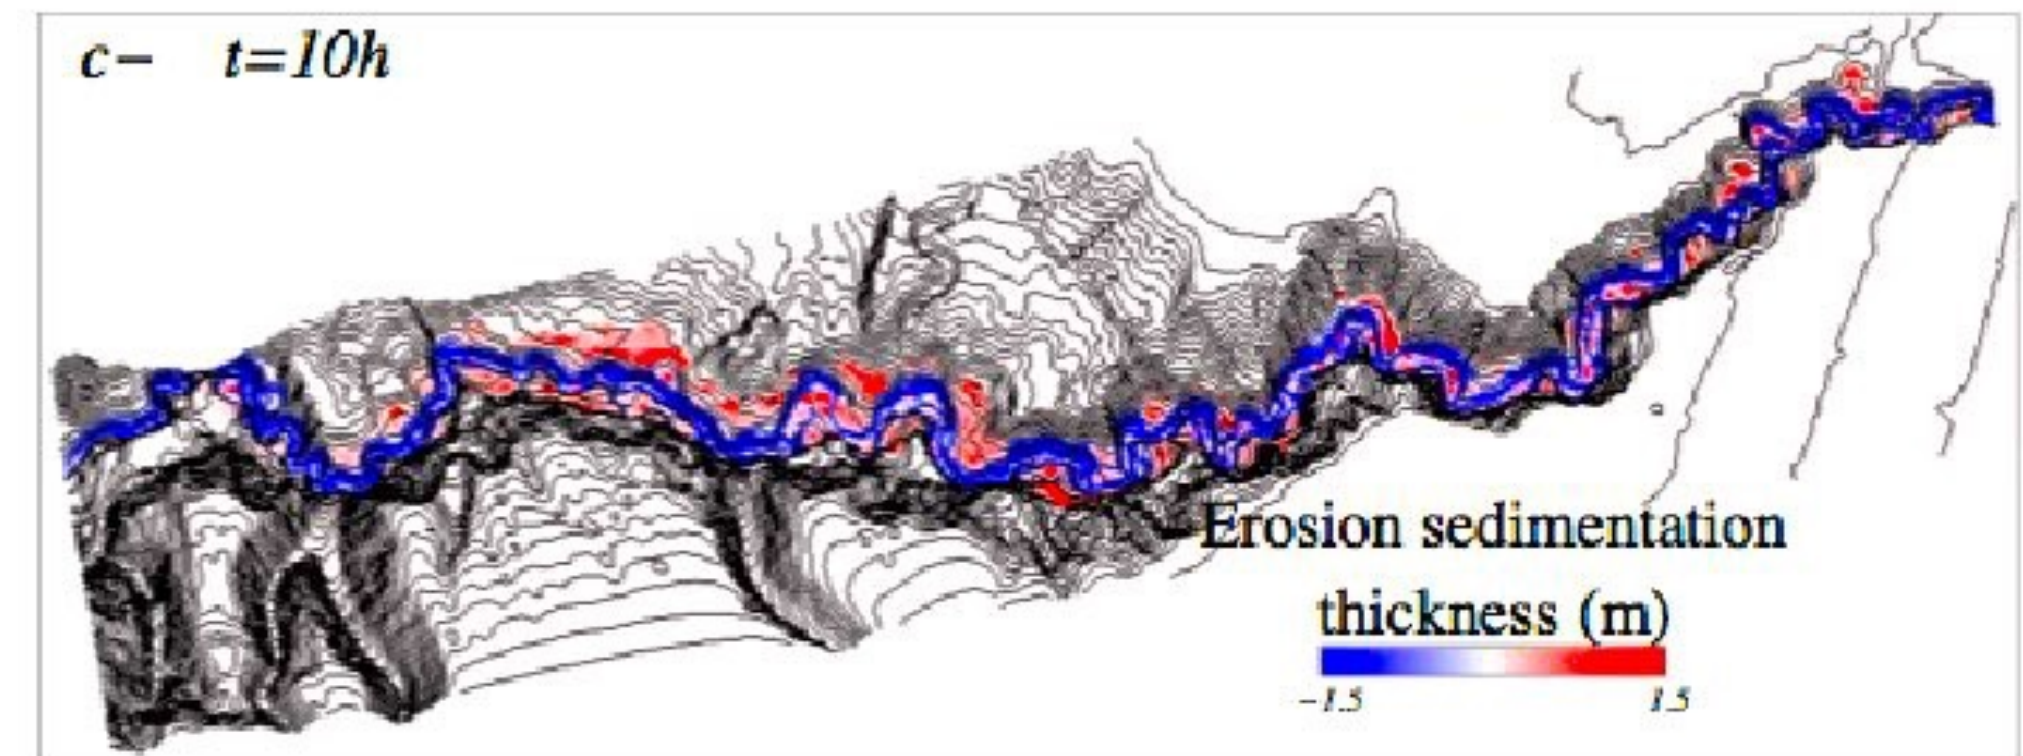 c− t=10h
Erosion sedimentation
thickness (m)
−1.5 1.5